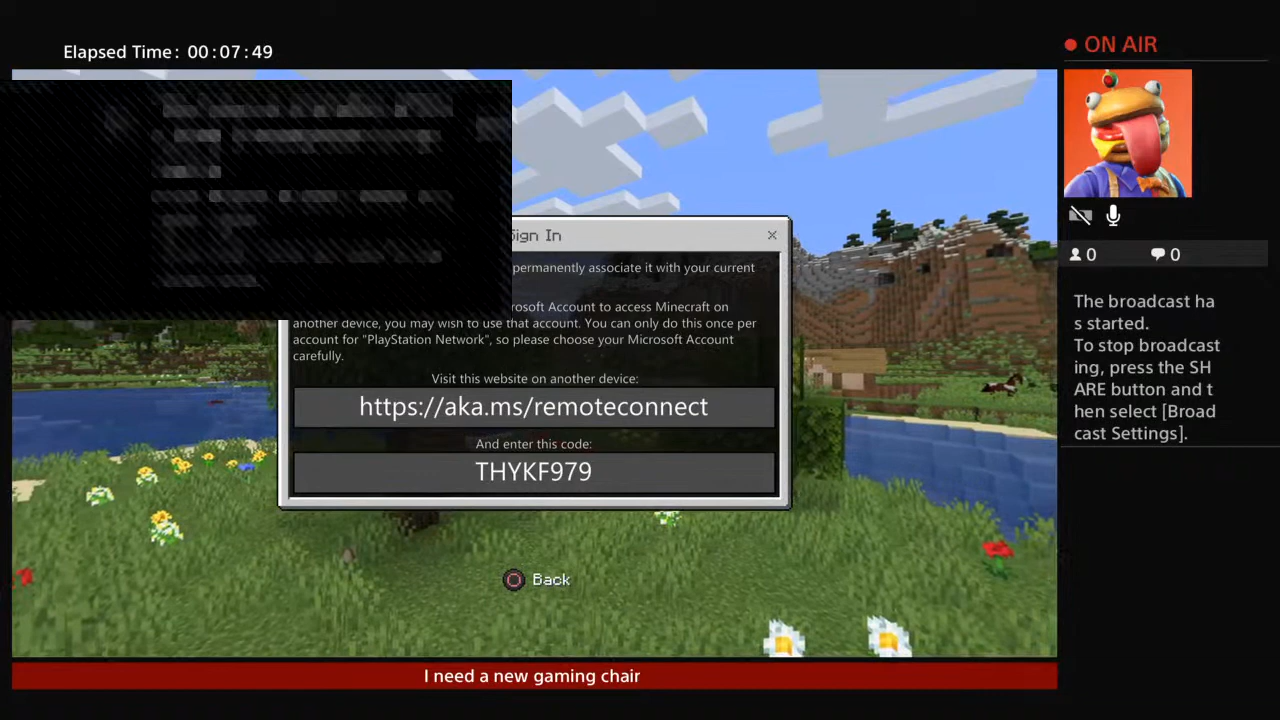 Elapsed Time: 00:07:49
ON AIR
Sign In
permanently associate it with your current
rosoft Account to access Minecraft on
another device, you may wish to use that account. You can only do this once per
account for "PlayStation Network", so please choose your Microsoft Account
carefully.
Visit this website on another device:
https://aka.ms/remoteconnect
And enter this code:
THYKF979
Back
0
0
The broadcast ha
s started.
To stop broadcast
ing, press the SH
ARE button and t
hen select [Broad
cast Settings].
I need a new gaming chair